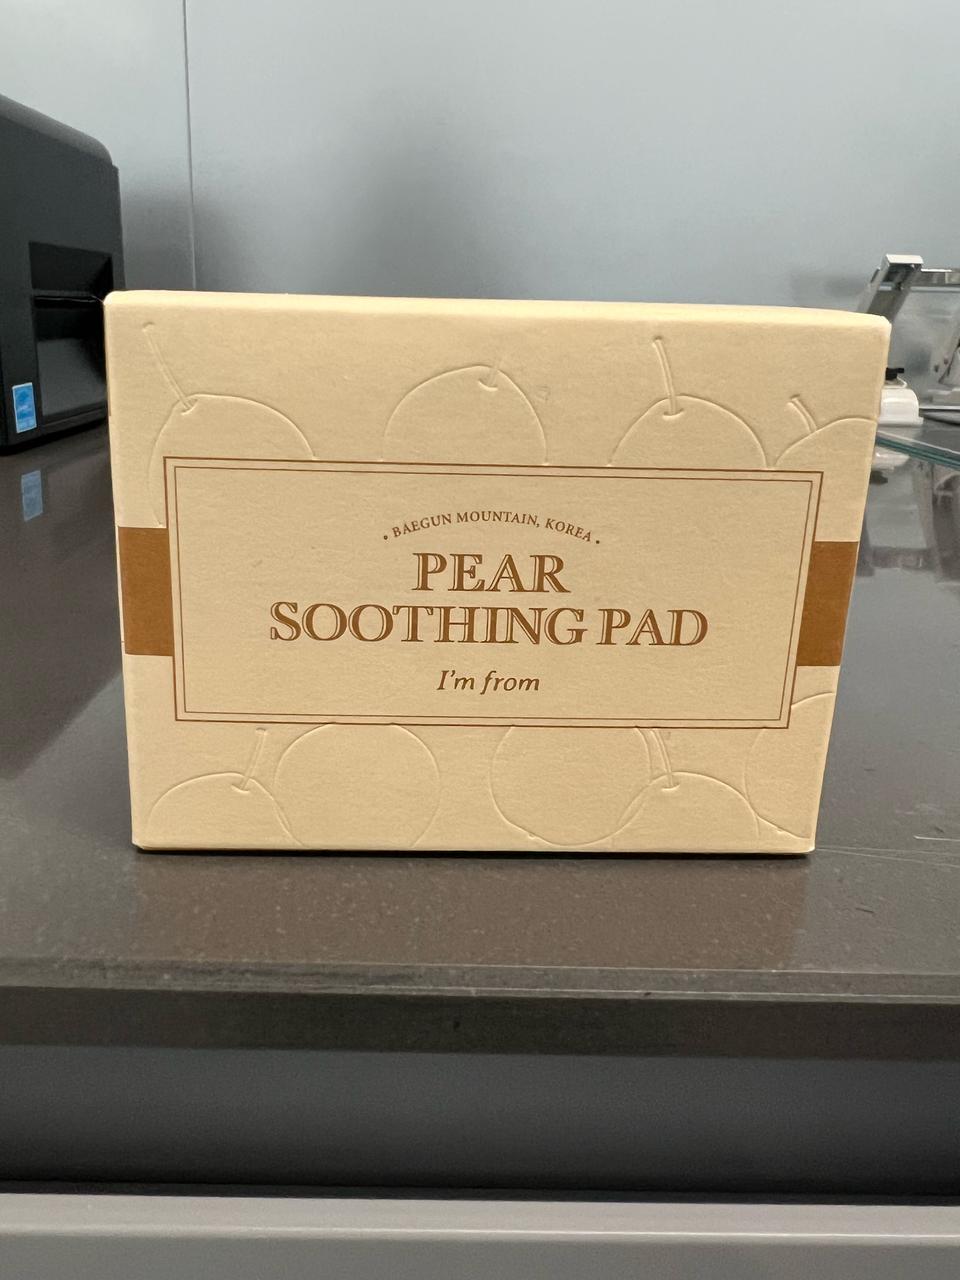 • BAEGUN MOUNTAIN, KOREA •
PEAR
SOOTHING PAD
I'm from